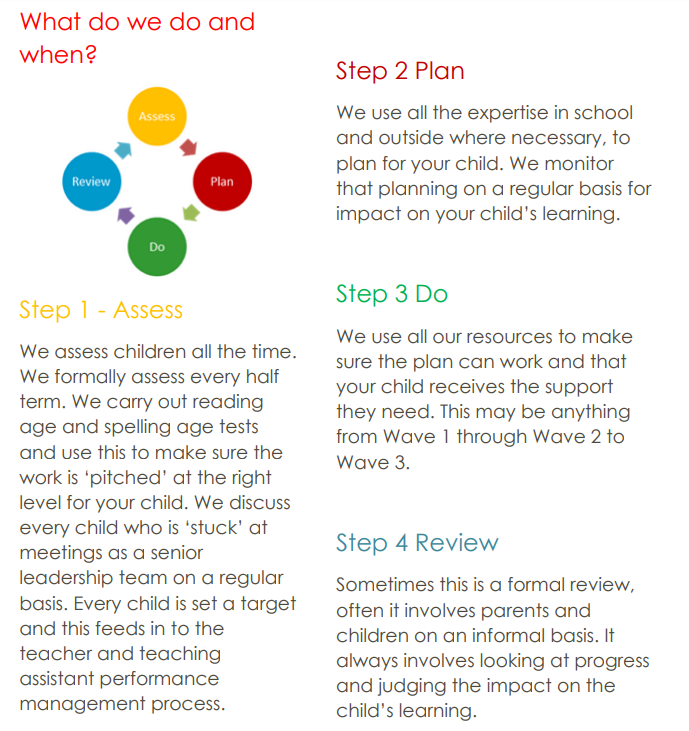 What do we do and
when?
Assess
Review
Plan
Do
Step 1 - Assess
We assess children all the time.
We formally assess every half
term. We carry out reading
age and spelling age tests
and use this to make sure the
work is ‘pitched’ at the right
level for your child. We discuss
every child who is ‘stuck’ at
meetings as a senior
leadership team on a regular
basis. Every child is set a target
and this feeds in to the
teacher and teaching
assistant performance
management process.
Step 2 Plan
We use all the expertise in school
and outside where necessary, to
plan for your child. We monitor
that planning on a regular basis for
impact on your child’s learning.
Step 3 Do
We use all our resources to make
sure the plan can work and that
your child receives the support
they need. This may be anything
from Wave 1 through Wave 2 to
Wave 3.
Step 4 Review
Sometimes this is a formal review,
often it involves parents and
children on an informal basis. It
always involves looking at progress
and judging the impact on the
child’s learning.